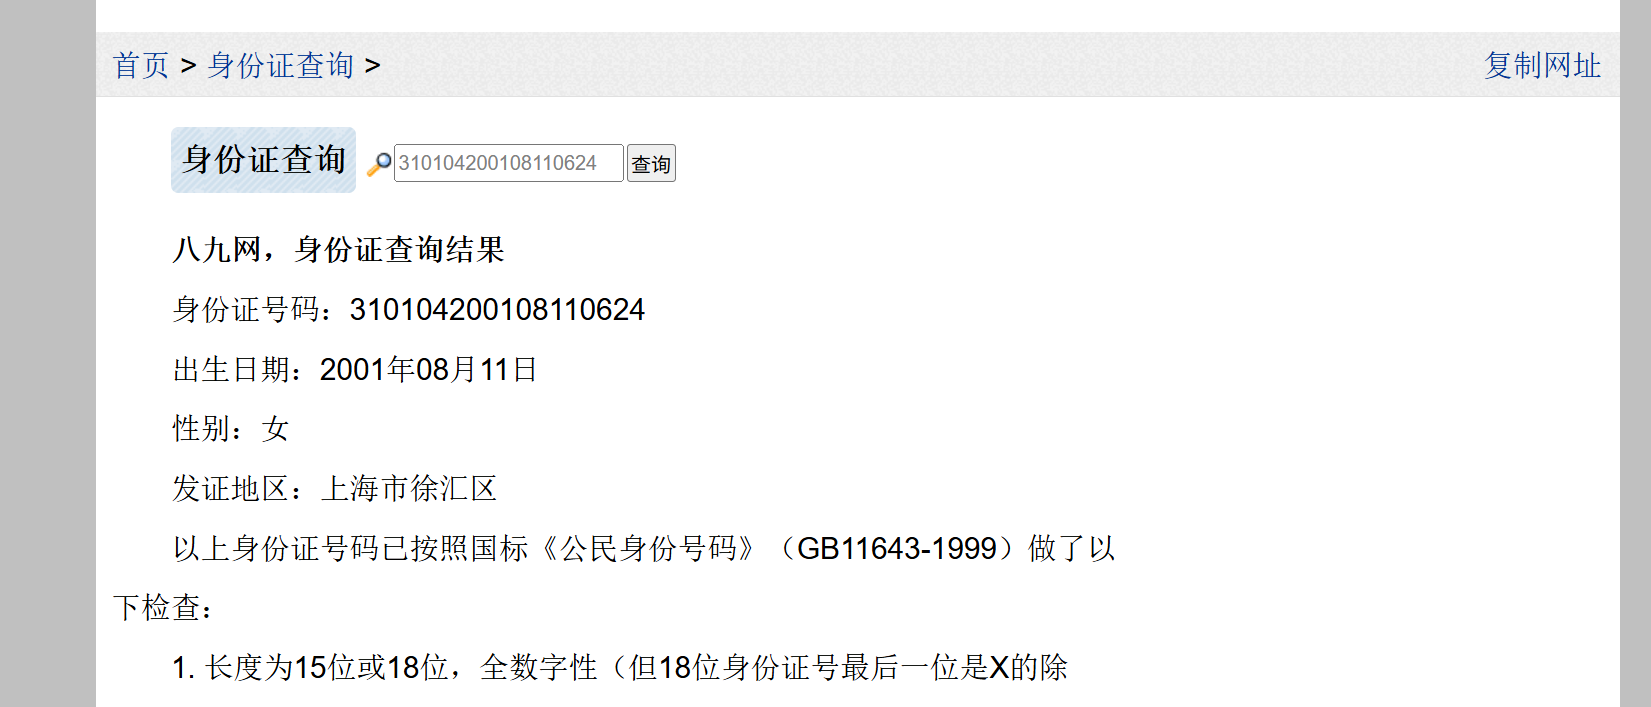 首页 > 身份证查询 > 复制网址
身份证查询 310104200108110624 查询
八九网，身份证查询结果
身份证号码：310104200108110624
出生日期：2001年08月11日
性别：女
发证地区：上海市徐汇区
以上身份证号码已按照国标《公民身份号码》（GB11643-1999）做了以
下检查：
1. 长度为15位或18位，全数字性（但18位身份证号最后一位是X的除